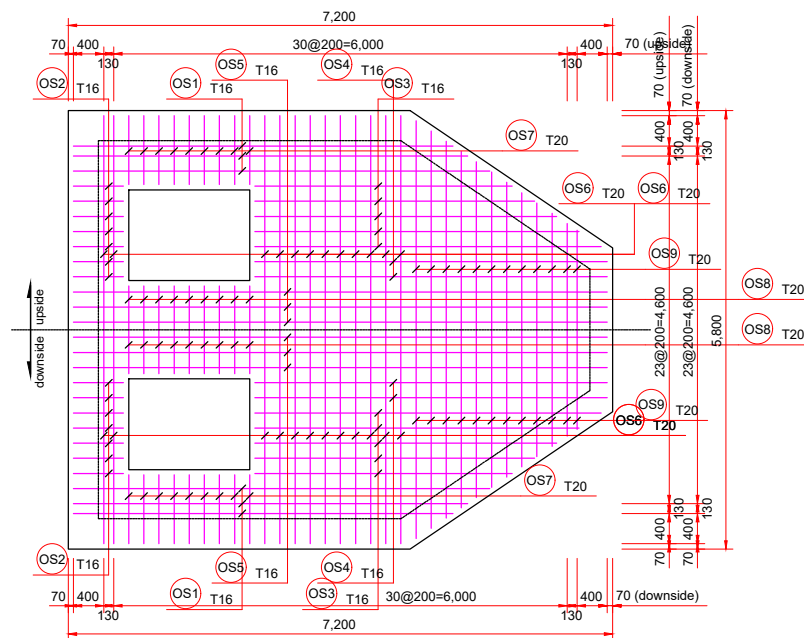 7,200
70 400 30@200=6,000 400 70 (upside)
130 130
OS5 OS4
T16 T16
OS2 OS1 OS3
T16 T16 T16
70 (upside)
70 (downside)
400 400
130 130
OS7
T20
OS6 OS6
T20 T20
OS9
T20
OS8
T20
upside
downside
23@200=4,600
23@200=4,600
5,800
OS8
T20
OS9
T20
OS6
T20
OS7
T20
130 130
400 400
70 70
OS2 OS5 OS4
T16 T16 T16
OS1 OS3
T16 T16
70 400 30@200=6,000 400 70 (downside)
130 130
7,200